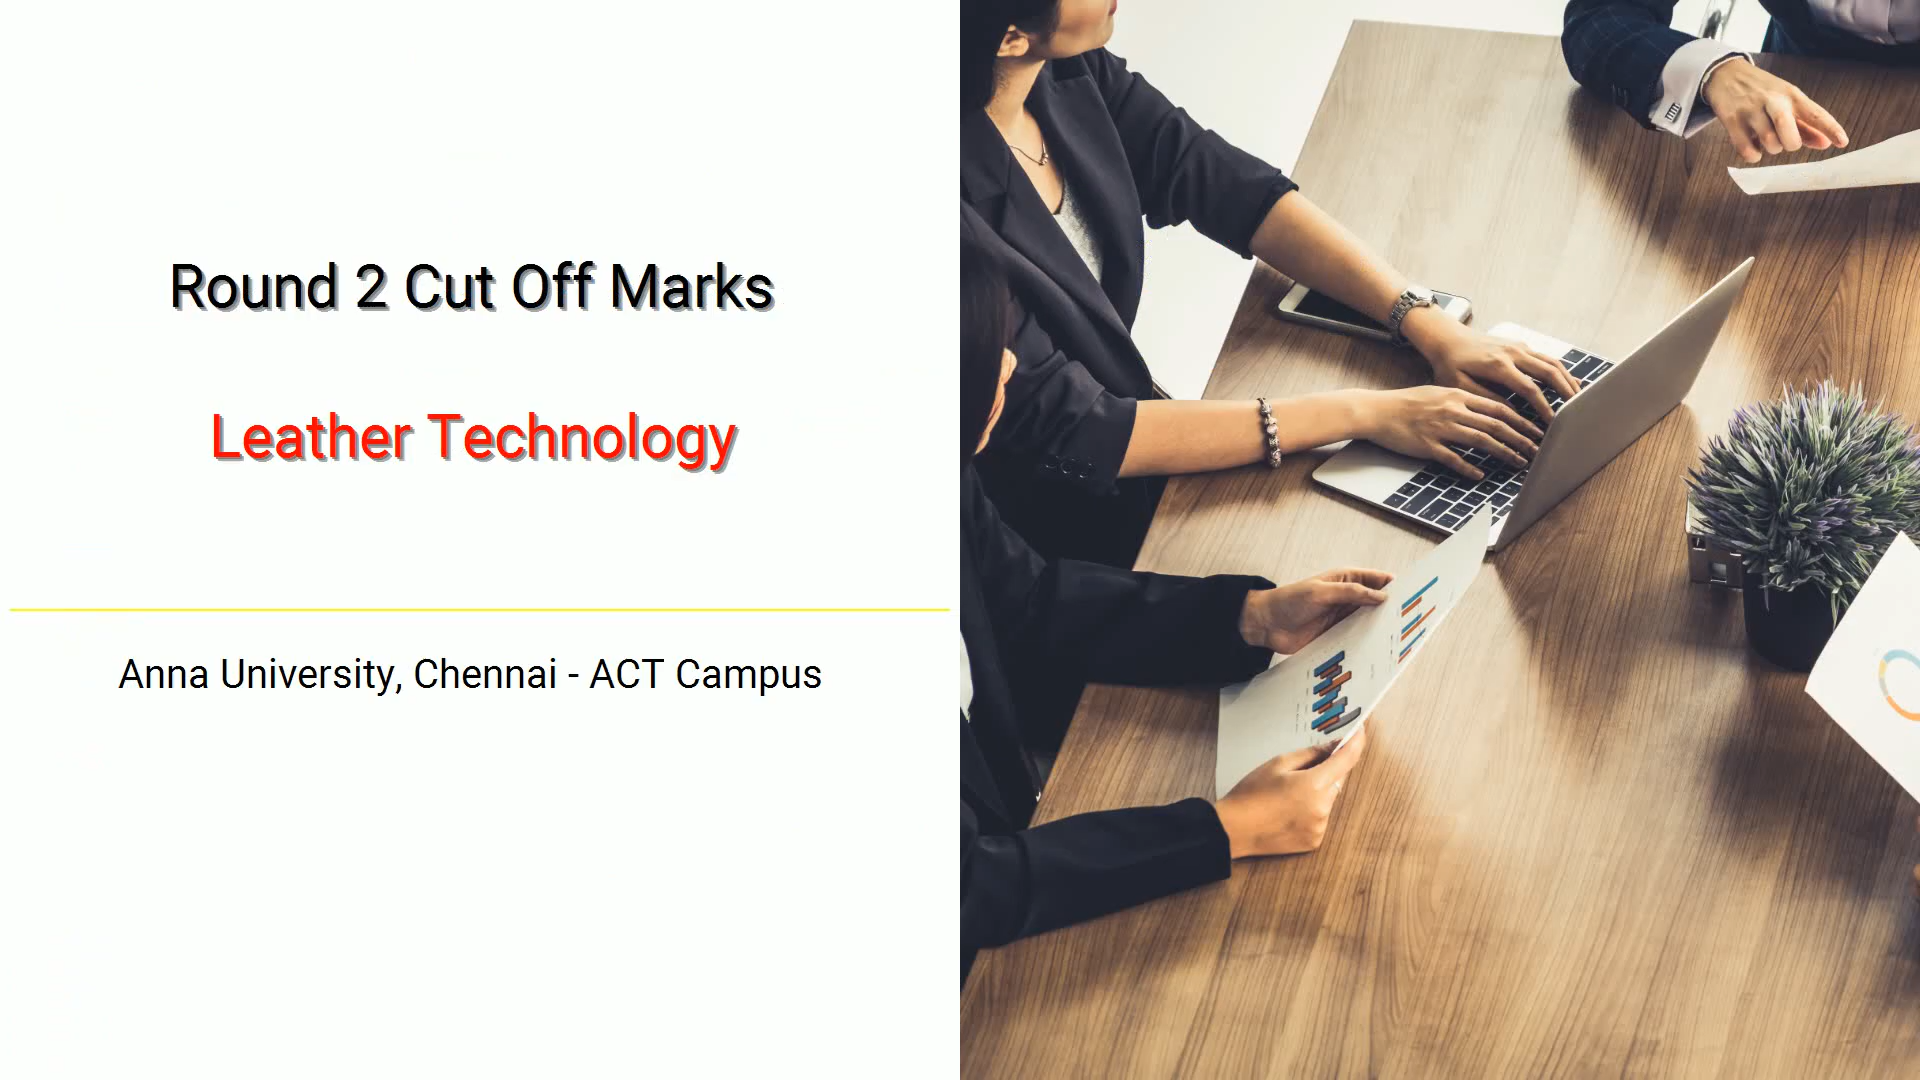 Round 2 Cut Off Marks
Leather Technology
Anna University, Chennai - ACT Campus